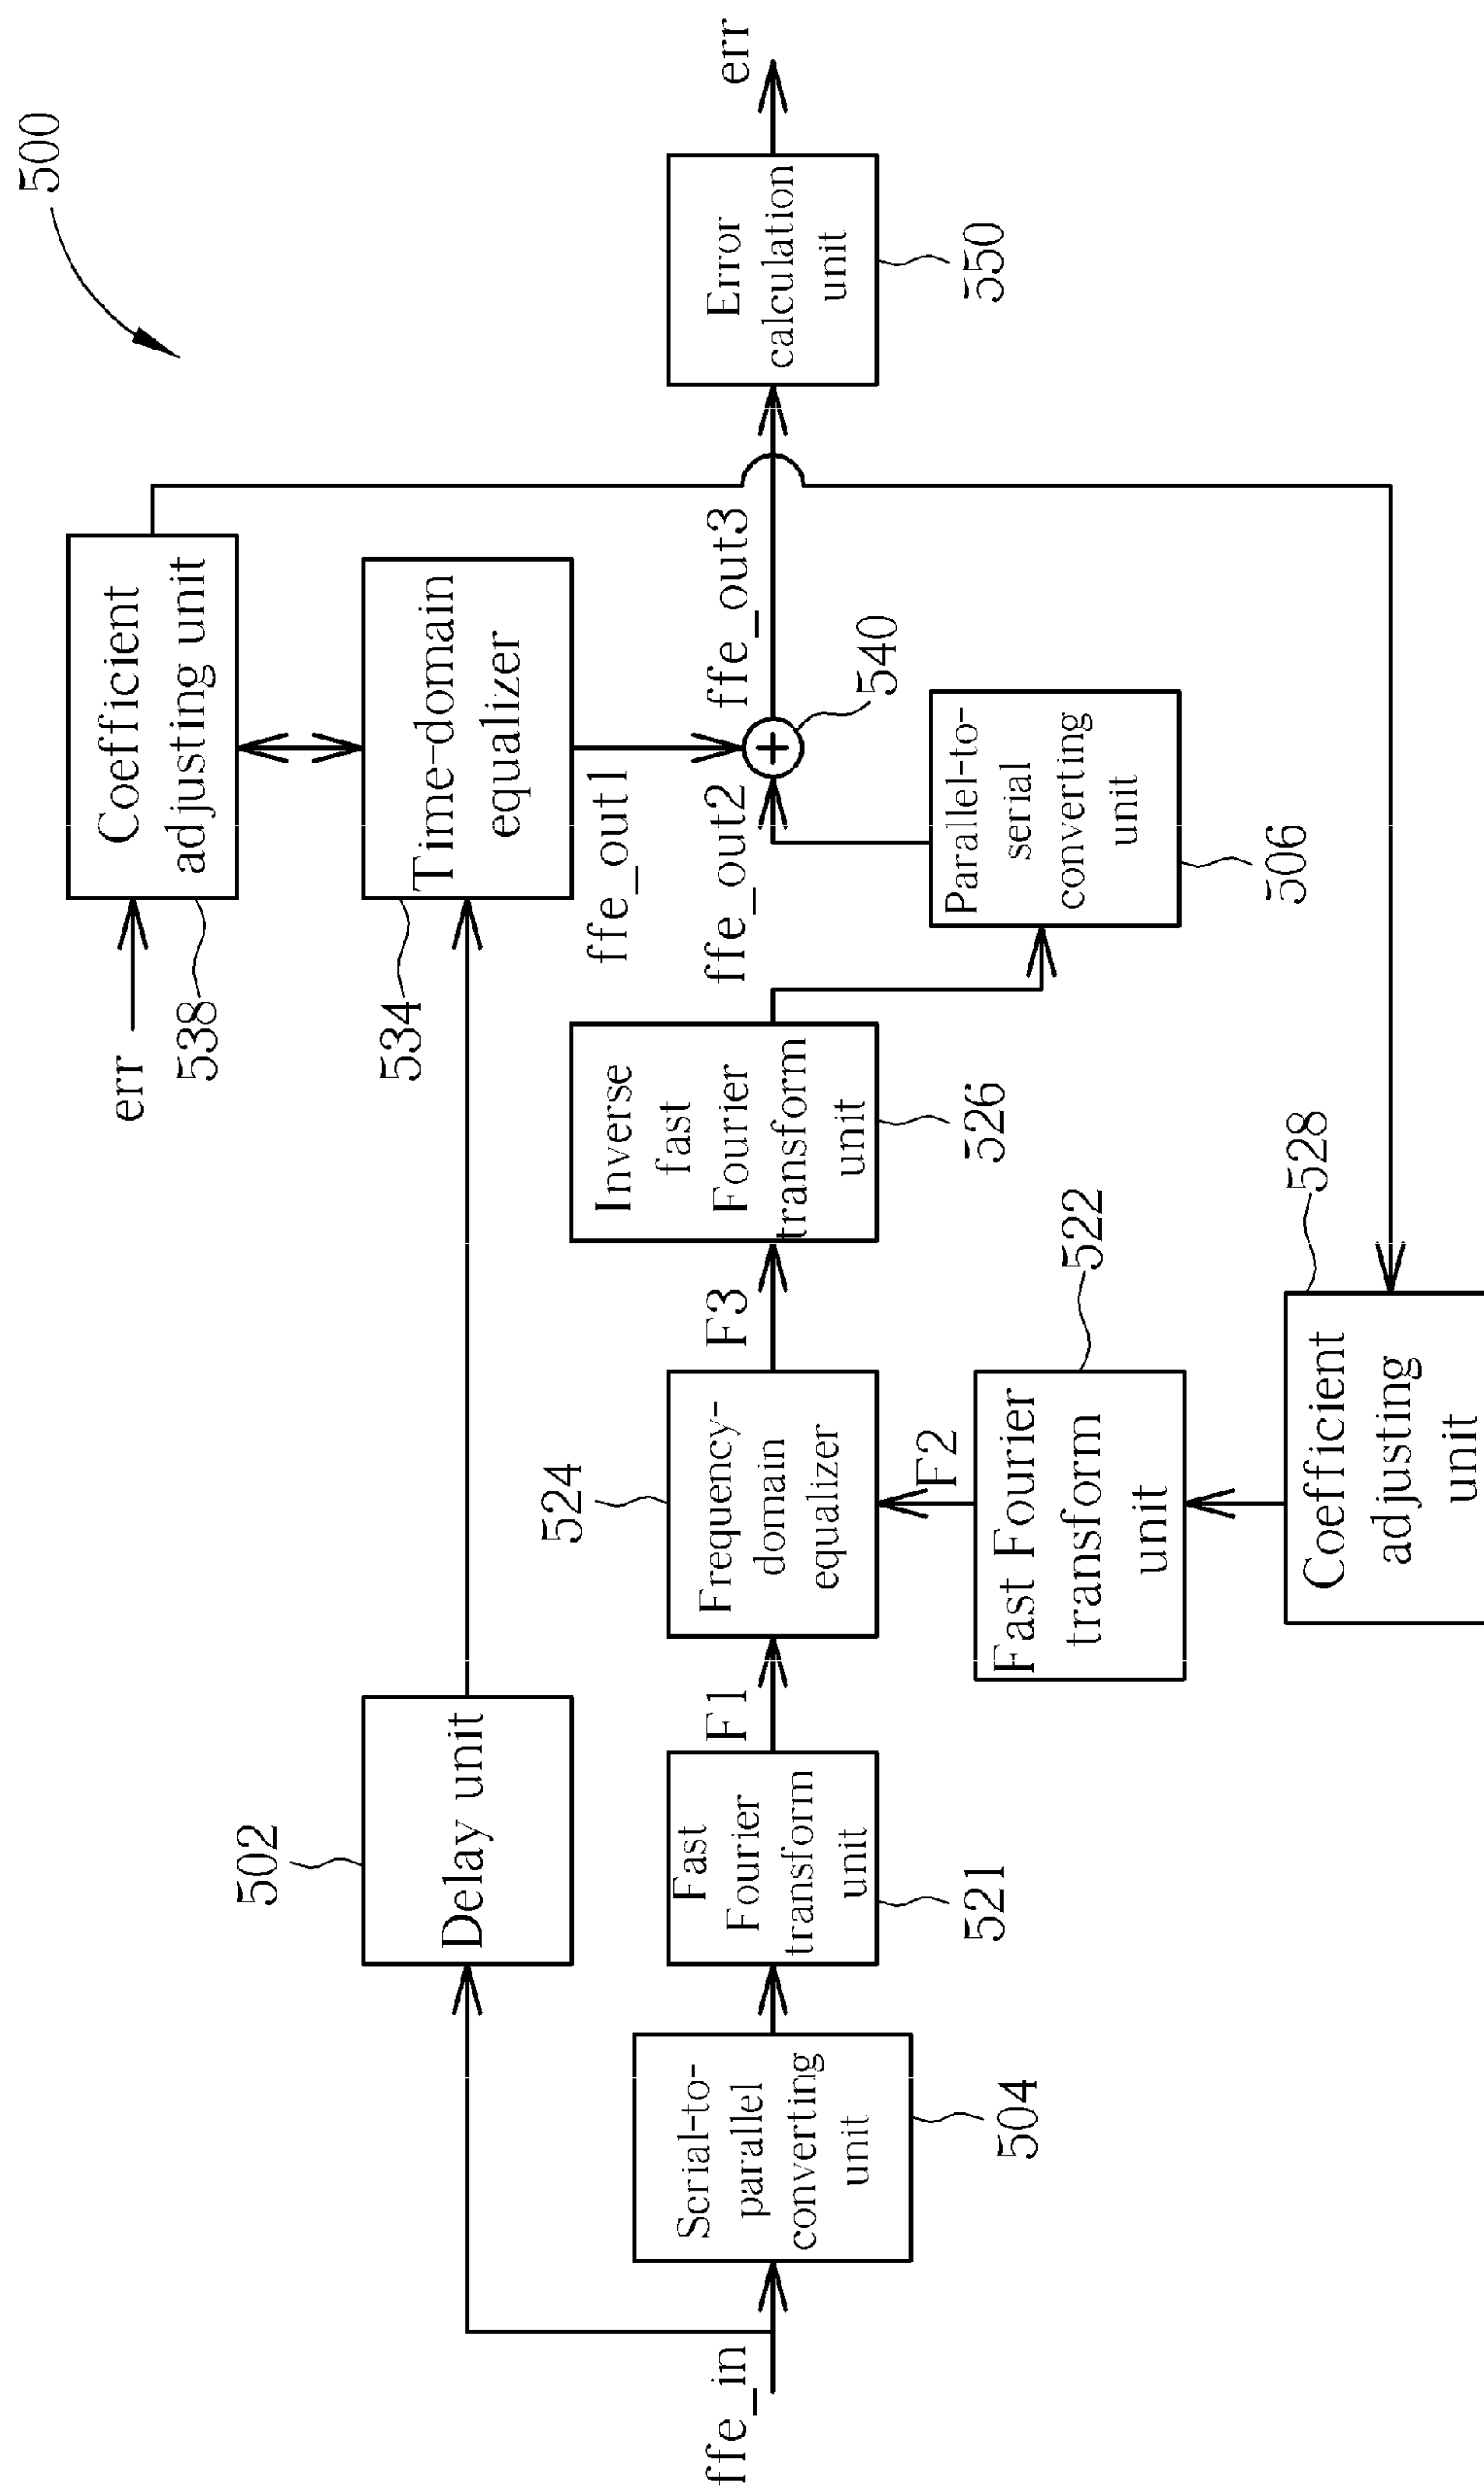 500
err
538
Coefficient
adjusting unit
502
Delay unit
534
Time-domain
equalizer
ffe_out1
ffe_in
Serial-to-
parallel
converting
unit
504
Fast
Fourier
transform
unit
521
F1
524
Frequency-
domain
equalizer
F2
F3
Inverse
fast
Fourier
transform
unit
526
ffe_out2
ffe_out3
540
Error
calculation
unit
550
err
Parallel-to-
serial
converting
unit
506
Fast Fourier
transform
unit
522
Coefficient
adjusting
unit
528